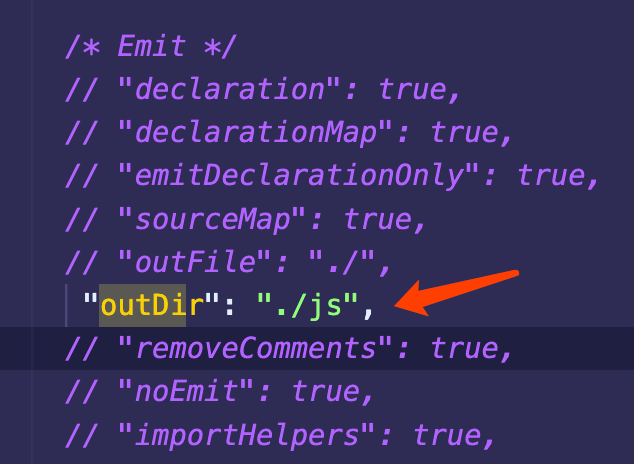 /* Emit */
// "declaration": true,
// "declarationMap": true,
// "emitDeclarationOnly": true,
// "sourceMap": true,
// "outFile": "./",
"outDir": "./js",
// "removeComments": true,
// "noEmit": true,
// "importHelpers": true,